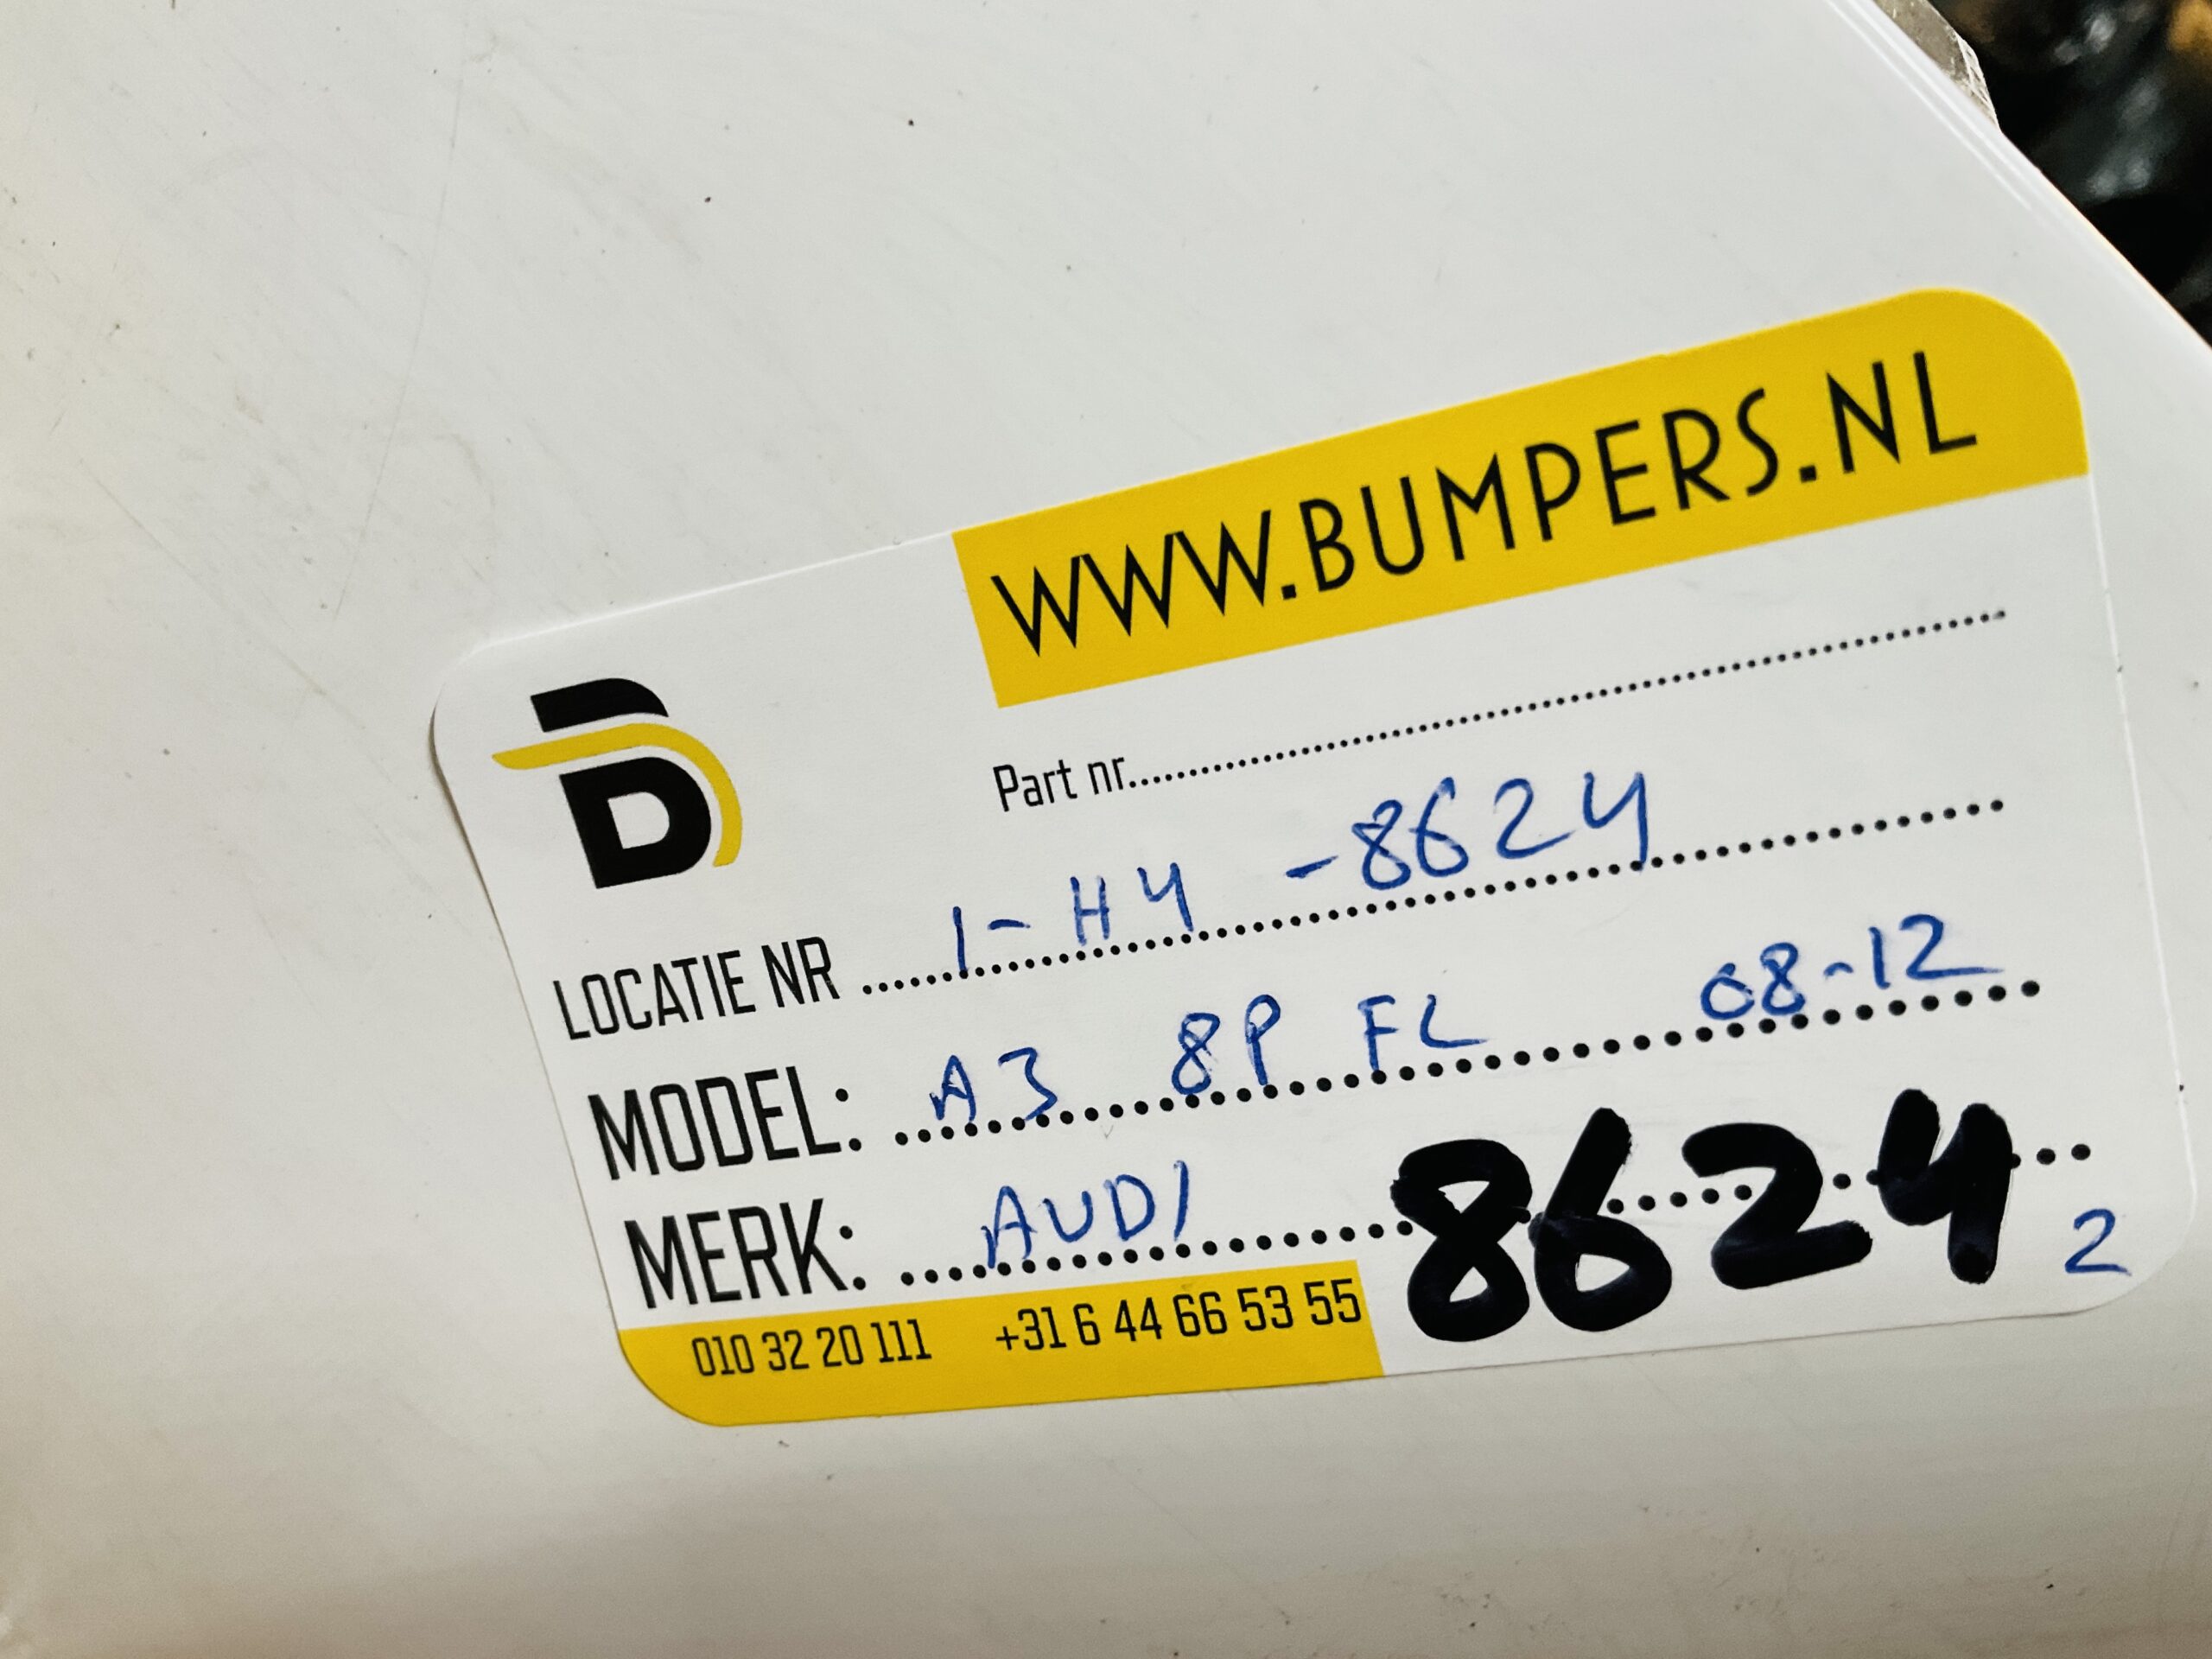 WWW.BUMPERS.NL
Part nr.
LOCATIE NR 1-H4 -8624
MODEL: A3 8P FL 08-12
MERK: AUDI 8624
2
010 32 20 111 +31 6 44 66 53 55